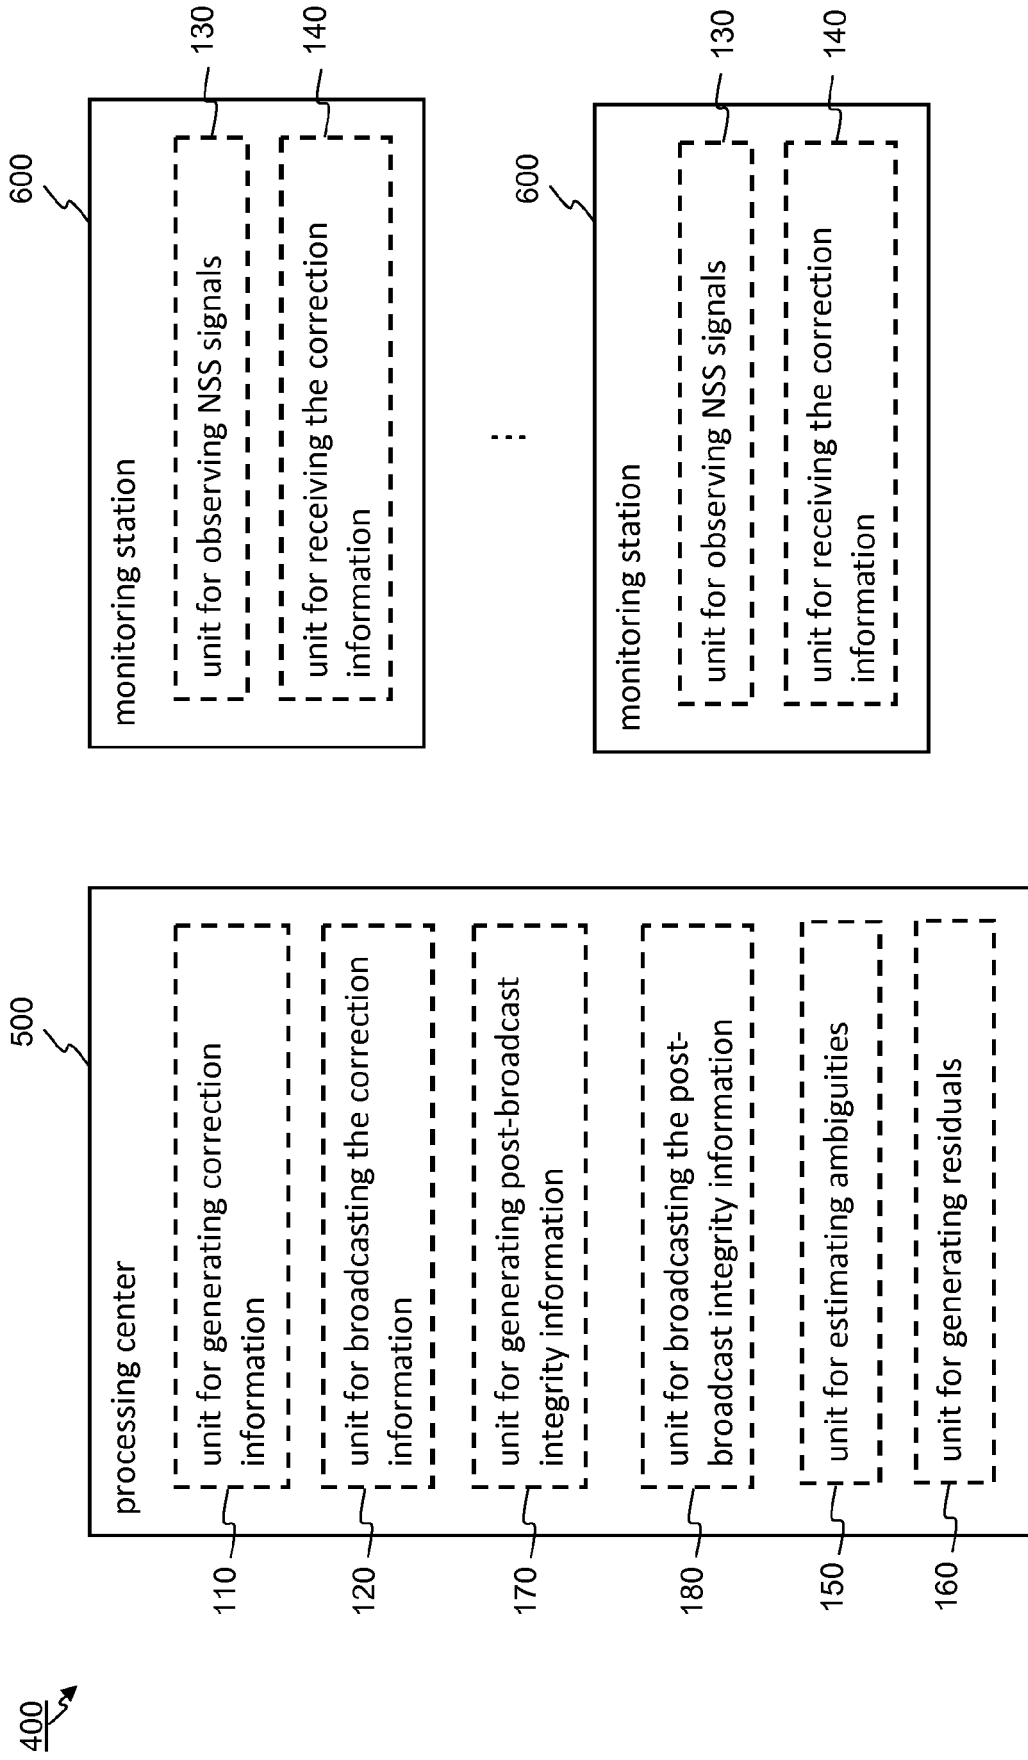 400
500
processing center
110
unit for generating correction
information
120
unit for broadcasting the correction
information
170
unit for generating post-broadcast
integrity information
180
unit for broadcasting the post-
broadcast integrity information
150
unit for estimating ambiguities
160
unit for generating residuals
600
monitoring station
unit for observing NSS signals
130
unit for receiving the correction
information
140
...
600
monitoring station
unit for observing NSS signals
130
unit for receiving the correction
information
140